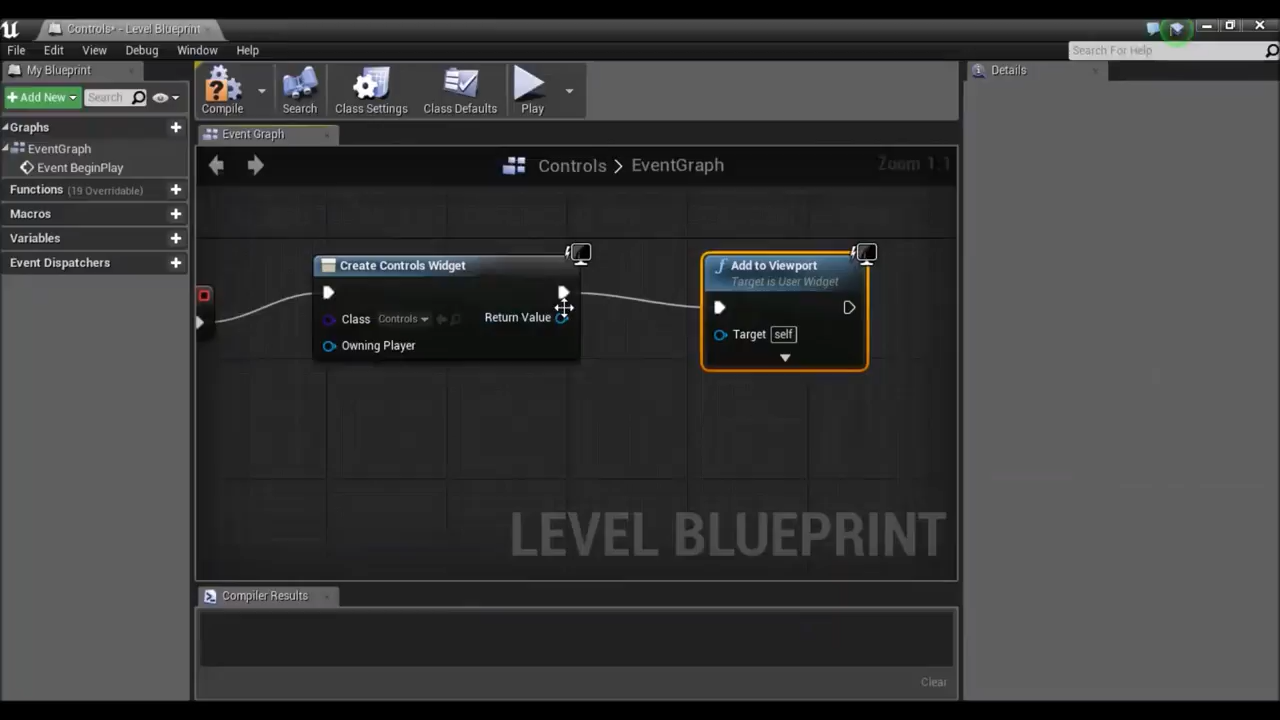 Controls* - Level Blueprint
File Edit View Debug Window Help
Search For Help
My Blueprint
Details
Add New
Search
Compile
Search
Class Settings
Class Defaults
Play
Graphs
EventGraph
Event BeginPlay
Functions (19 Overridable)
Macros
Variables
Event Dispatchers
Event Graph
Controls > EventGraph
Zoom 1:1
Create Controls Widget
Class Controls
Return Value
Owning Player
Add to Viewport
Target is User Widget
Target self
LEVEL BLUEPRINT
Compiler Results
Clear